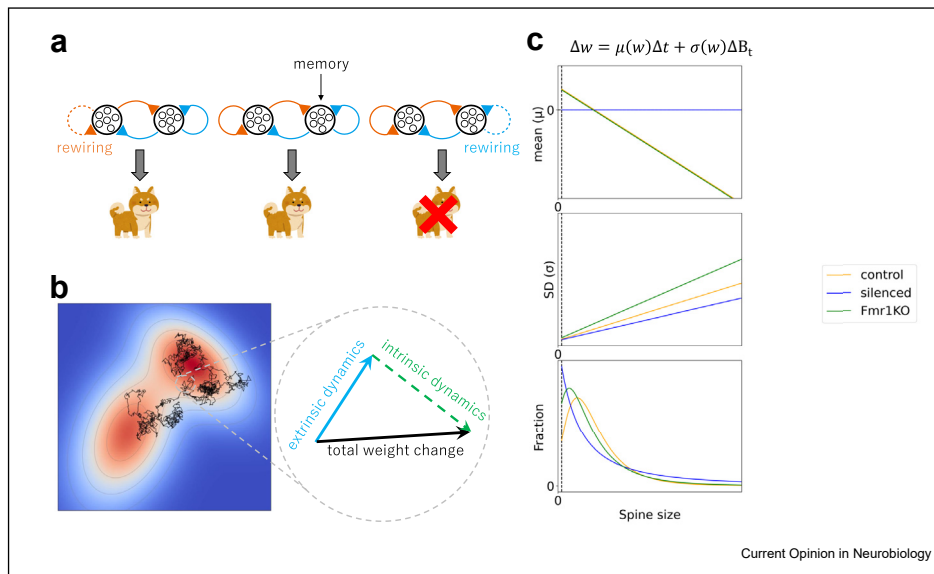 a
memory
rewiring
rewiring
b
extrinsic dynamics
intrinsic dynamics
total weight change
c
Δw = μ(w)Δt + σ(w)ΔBₜ
mean (μ)
0
0
SD (σ)
0
Fraction
0
0
Spine size
control
silenced
Fmr1KO
Current Opinion in Neurobiology